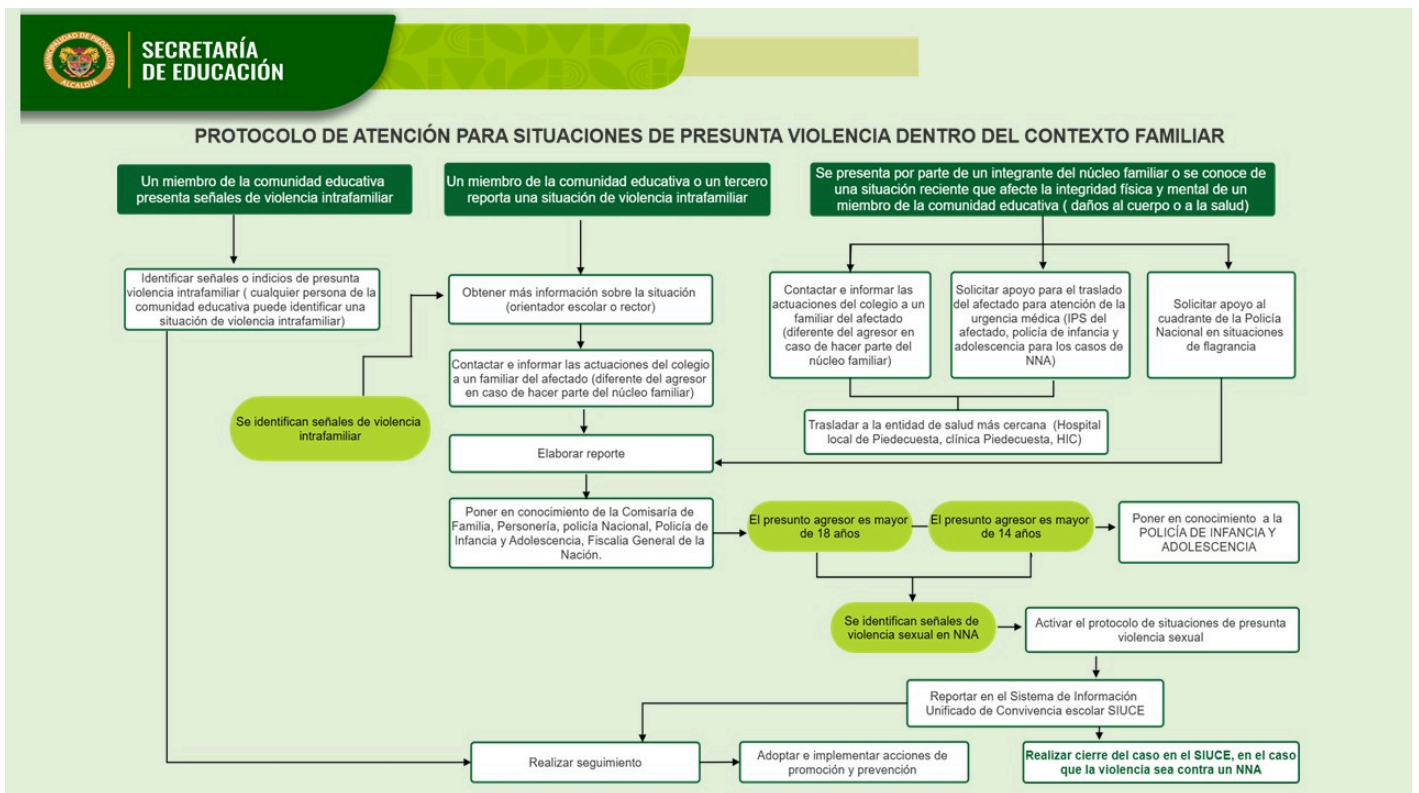 MUNICIPALIDAD DE PIEDECUESTA
ALCALDIA
SECRETARÍA
DE EDUCACIÓN
PROTOCOLO DE ATENCIÓN PARA SITUACIONES DE PRESUNTA VIOLENCIA DENTRO DEL CONTEXTO FAMILIAR
Un miembro de la comunidad educativa
presenta señales de violencia intrafamiliar
Un miembro de la comunidad educativa o un tercero
reporta una situación de violencia intrafamiliar
Se presenta por parte de un integrante del núcleo familiar o se conoce
de una situación reciente que afecte la integridad física y mental de un
miembro de la comunidad educativa ( daños al cuerpo o a la salud)
Identificar señales o indicios de presunta
violencia intrafamiliar ( cualquier persona de la
comunidad educativa puede identificar una
situación de violencia intrafamiliar)
Obtener más información sobre la situación
(orientador escolar o rector)
Contactar e informar las
actuaciones del colegio a un
familiar del afectado
(diferente del agresor en
caso de hacer parte del
núcleo familiar)
Solicitar apoyo para el traslado
del afectado para atención de la
urgencia médica (IPS del
afectado, policía de infancia y
adolescencia para los casos de
NNA)
Solicitar apoyo al
cuadrante de la Policía
Nacional en situaciones
de flagrancia
Contactar e informar las actuaciones del colegio
a un familiar del afectado (diferente del agresor
en caso de hacer parte del núcleo familiar)
Se identifican señales de violencia
intrafamiliar
Trasladar a la entidad de salud más cercana (Hospital
local de Piedecuesta, clínica Piedecuesta, HIC)
Elaborar reporte
Poner en conocimiento de la Comisaría de
Familia, Personería, policía Nacional, Policía de
Infancia y Adolescencia, Fiscalia General de la
Nación.
El presunto agresor es mayor
de 18 años
El presunto agresor es mayor
de 14 años
Poner en conocimiento a la
POLICÍA DE INFANCIA Y
ADOLESCENCIA
Se identifican señales de
violencia sexual en NNA
Activar el protocolo de situaciones de presunta
violencia sexual
Reportar en el Sistema de Información
Unificado de Convivencia escolar SIUCE
Realizar seguimiento
Adoptar e implementar acciones de
promoción y prevención
Realizar cierre del caso en el SIUCE, en el caso
que la violencia sea contra un NNA